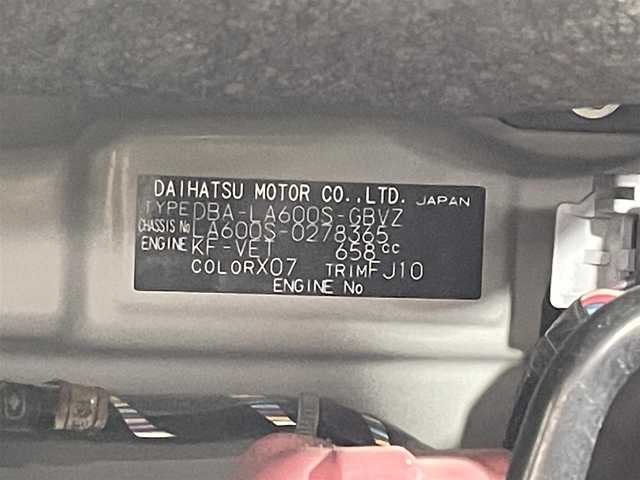 DAIHATSU MOTOR CO.,LTD. JAPAN
TYPE DBA-LA600S-GBVZ
CHASSIS No LA600S-0278365
ENGINE KF-VET 658cc
COLOR X07 TRIM FJ10
ENGINE No